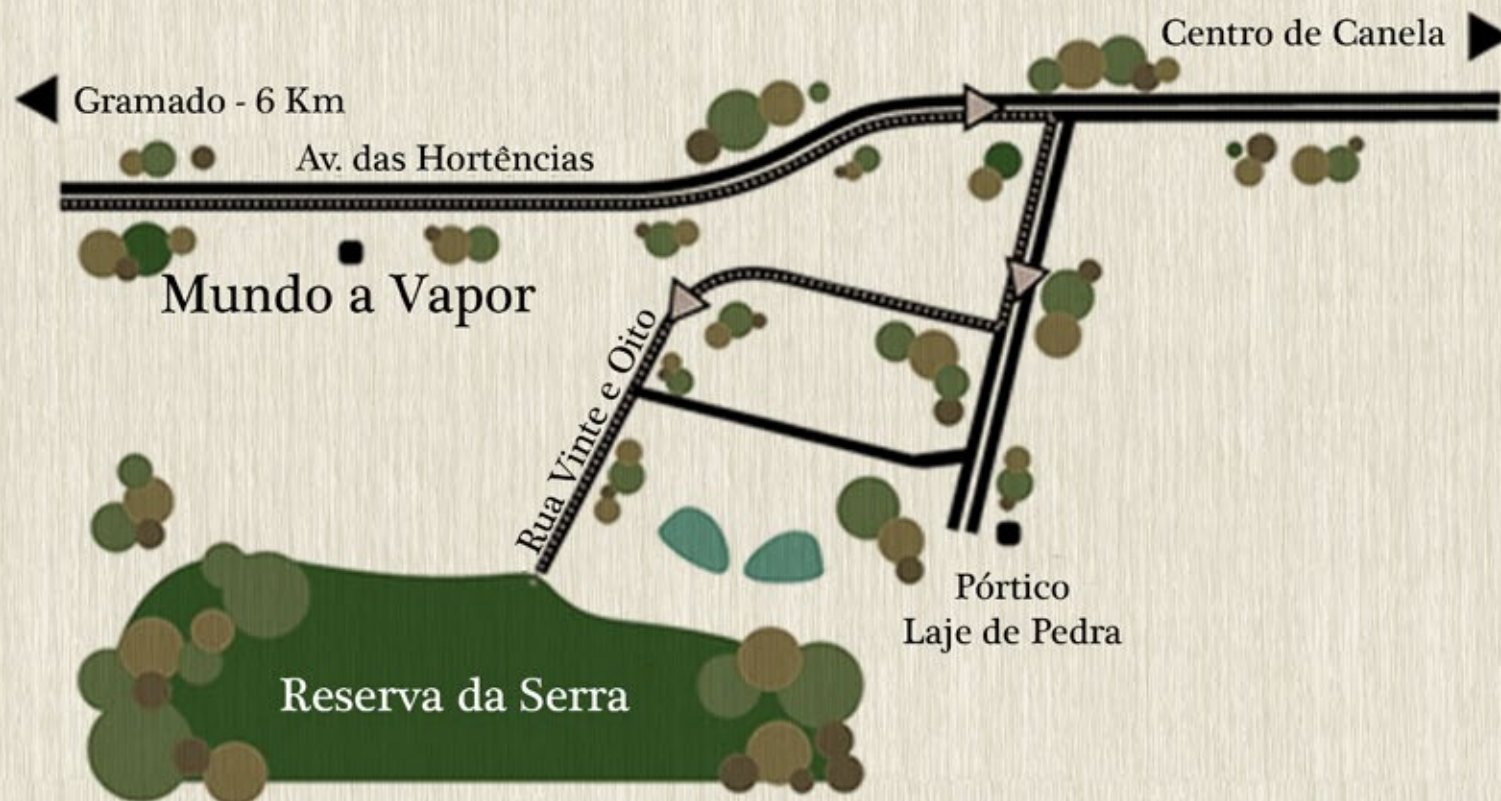 Centro de Canela
Gramado - 6 Km
Av. das Hortências
Mundo a Vapor
Rua Vinte e Oito
Pórtico
Laje de Pedra
Reserva da Serra